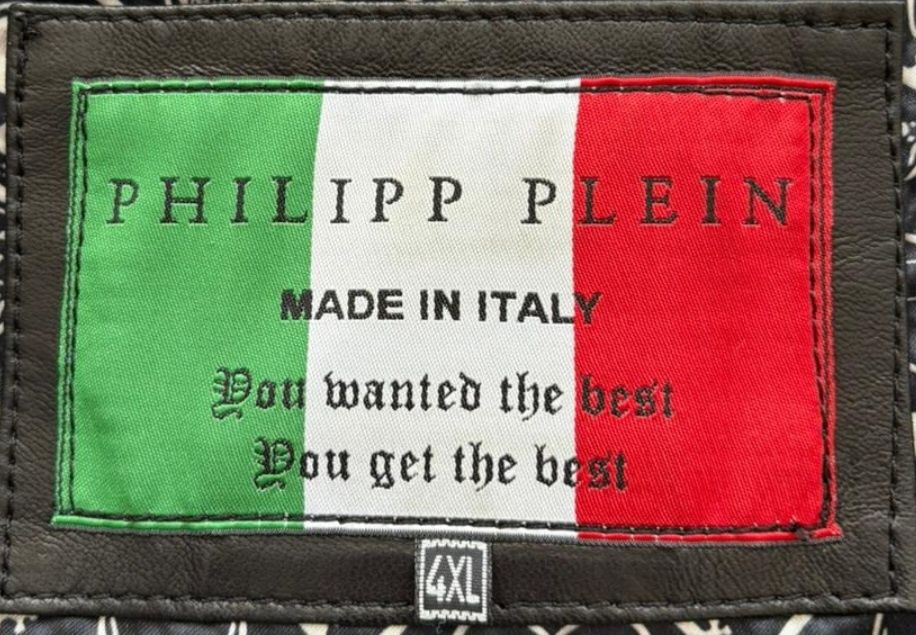 PHILIPP PLEIN
MADE IN ITALY
You wanted the best
You get the best
4XL